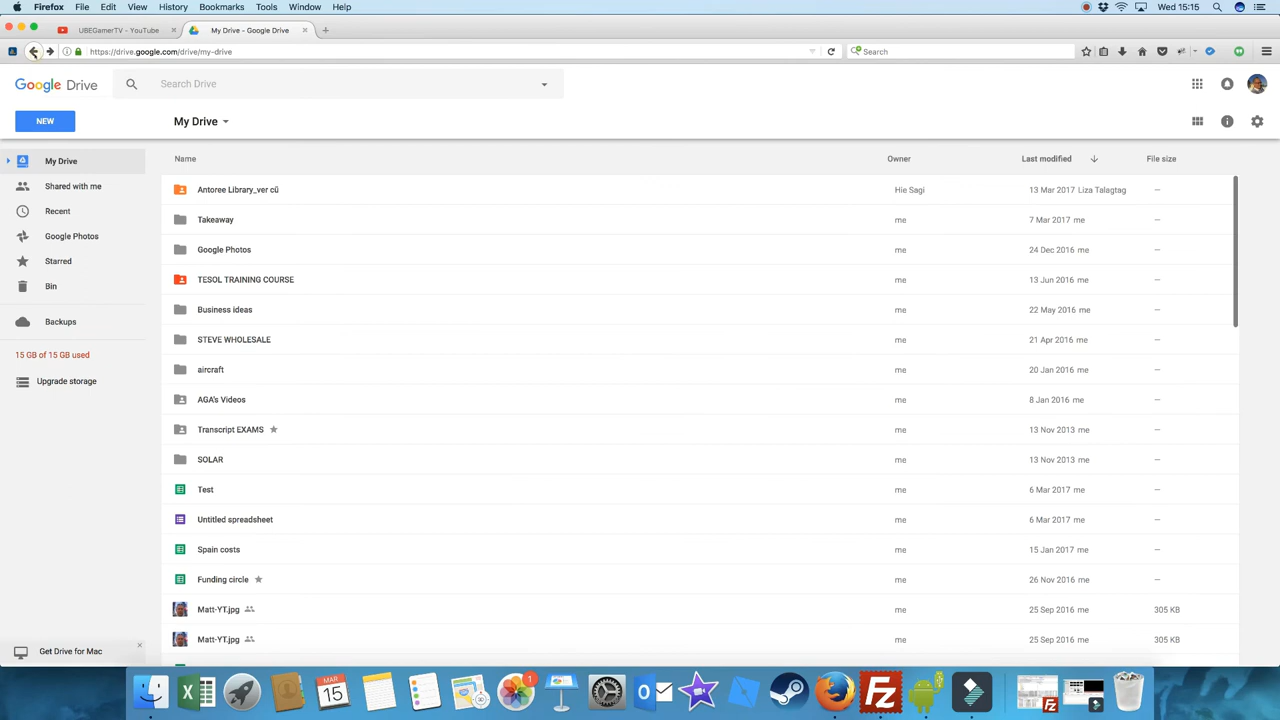 Firefox File Edit View History Bookmarks Tools Window Help Wed 15:15
UBEGamerTV - YouTube × My Drive - Google Drive × +
https://drive.google.com/drive/my-drive Search
Google Drive Search Drive
NEW My Drive
Name Owner Last modified File size
My Drive
Shared with me
Recent
Google Photos
Starred
Bin
Backups
15 GB of 15 GB used
Upgrade storage
Get Drive for Mac ×
Antoree Library_ver cũ Hie Sagi 13 Mar 2017 Liza Talagtag —
Takeaway me 7 Mar 2017 me —
Google Photos me 24 Dec 2016 me —
TESOL TRAINING COURSE me 13 Jun 2016 me —
Business ideas me 22 May 2016 me —
STEVE WHOLESALE me 21 Apr 2016 me —
aircraft me 20 Jan 2016 me —
AGA's Videos me 8 Jan 2016 me —
Transcript EXAMS me 13 Nov 2013 me —
SOLAR me 13 Nov 2013 me —
Test me 6 Mar 2017 me —
Untitled spreadsheet me 6 Mar 2017 me —
Spain costs me 15 Jan 2017 me —
Funding circle me 26 Nov 2016 me —
Matt-YT.jpg me 25 Sep 2016 me 305 KB
Matt-YT.jpg me 25 Sep 2016 me 305 KB
MAR
15
1
Fz